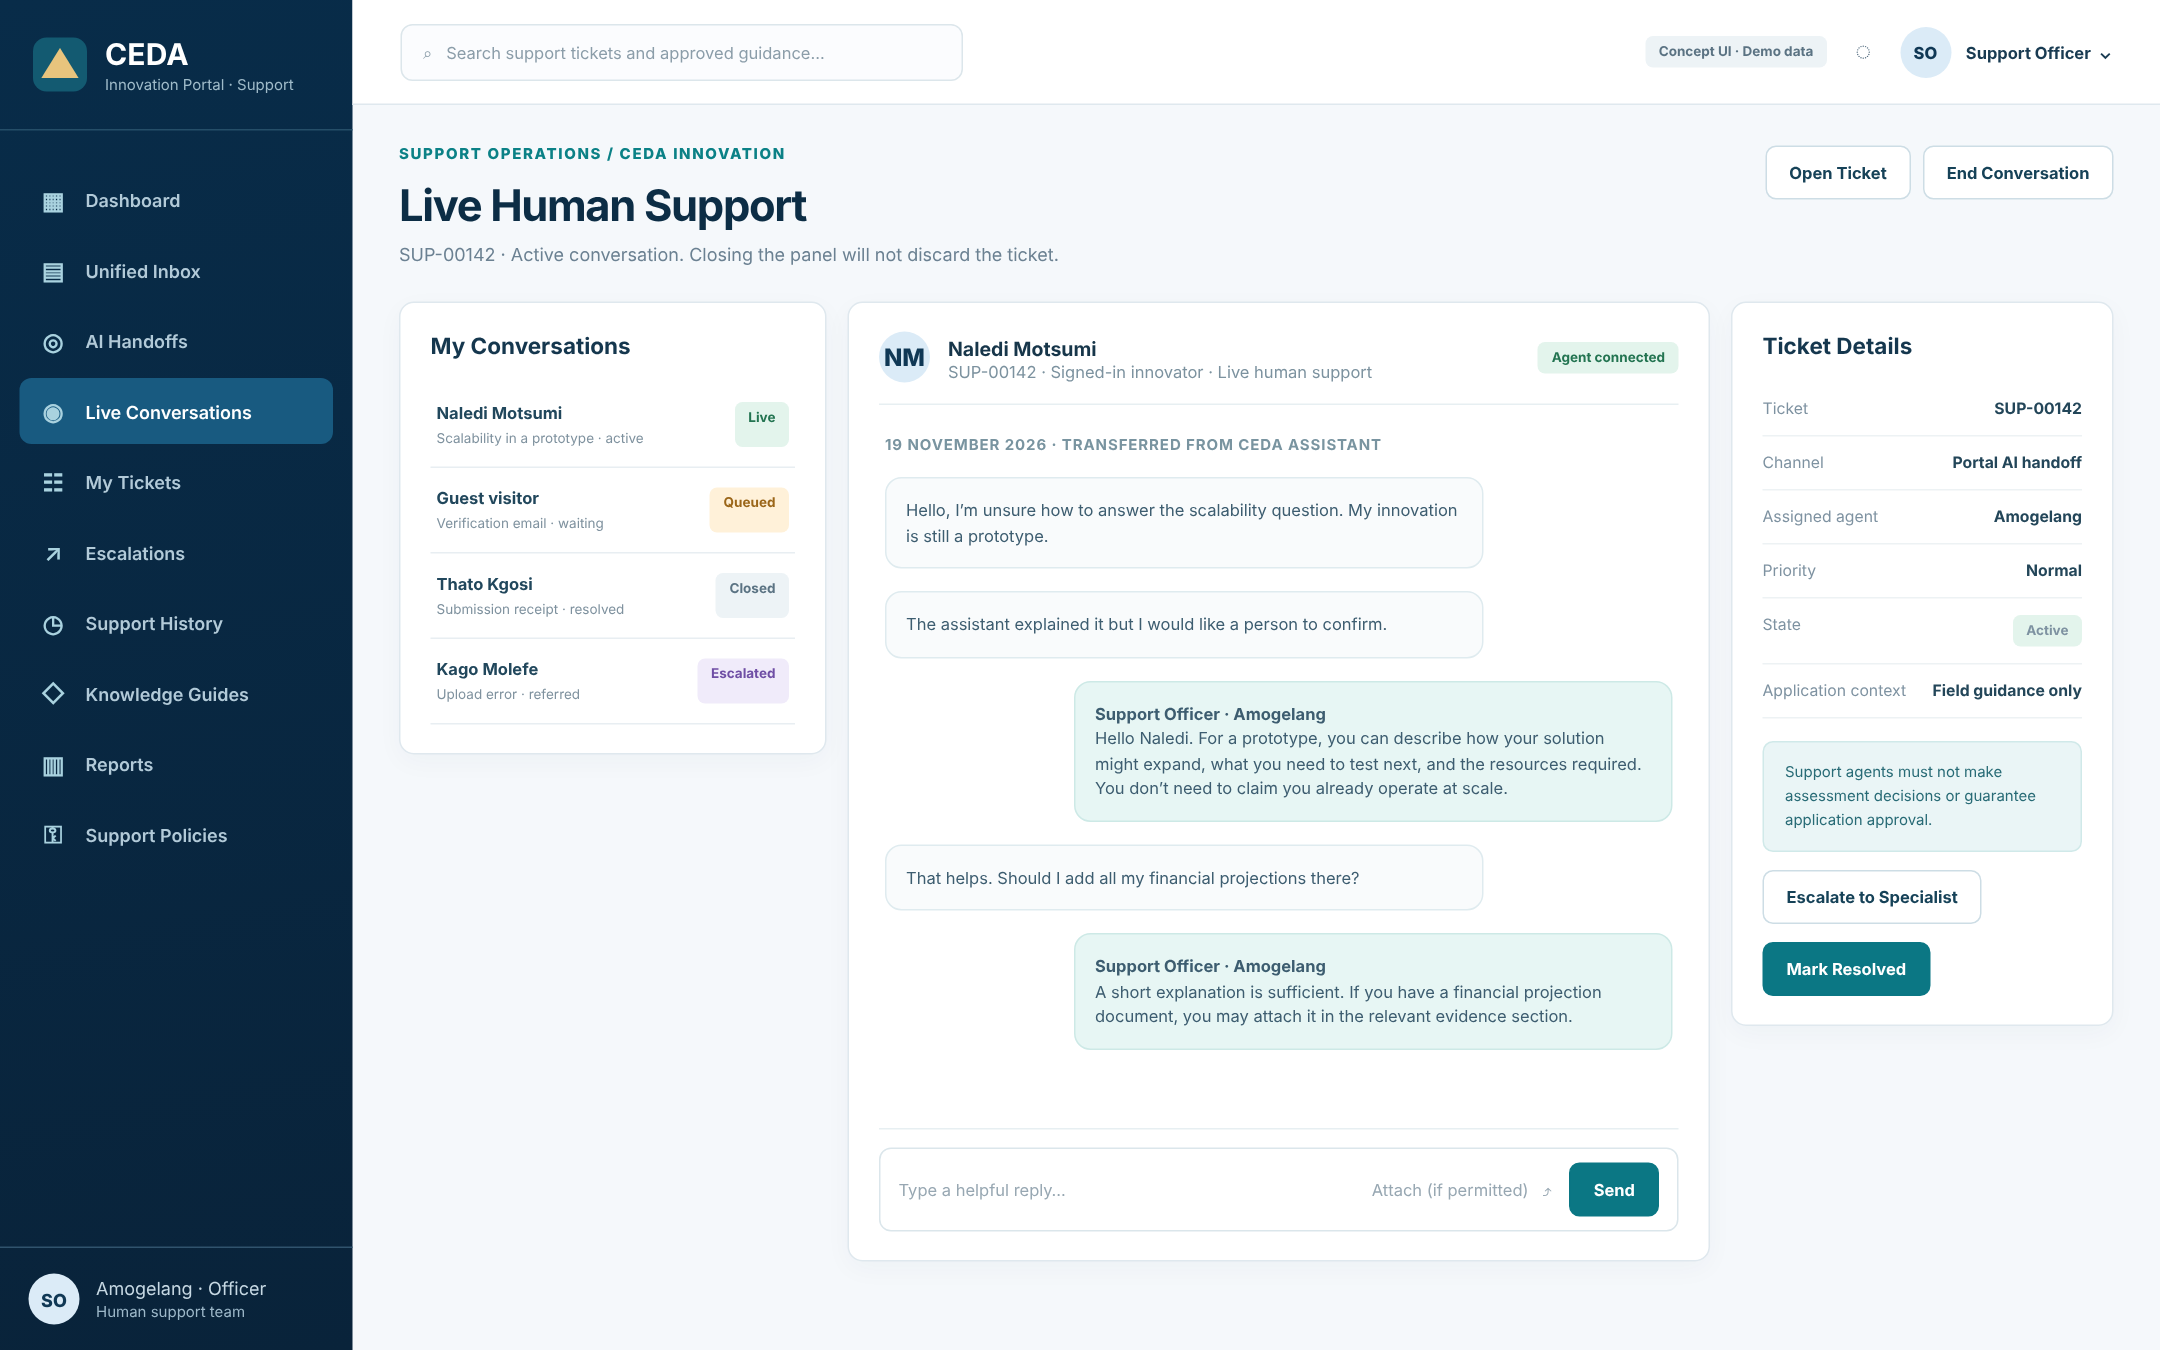 CEDA
Innovation Portal · Support
Dashboard
Unified Inbox
AI Handoffs
Live Conversations
My Tickets
Escalations
Support History
Knowledge Guides
Reports
Support Policies
SO
Amogelang · Officer
Human support team
Search support tickets and approved guidance...
Concept UI · Demo data
SO
Support Officer
SUPPORT OPERATIONS / CEDA INNOVATION
Live Human Support
SUP-00142 · Active conversation. Closing the panel will not discard the ticket.
Open Ticket
End Conversation
My Conversations
Naledi Motsumi
Scalability in a prototype · active
Live
Guest visitor
Verification email · waiting
Queued
Thato Kgosi
Submission receipt · resolved
Closed
Kago Molefe
Upload error · referred
Escalated
NM
Naledi Motsumi
SUP-00142 · Signed-in innovator · Live human support
Agent connected
19 NOVEMBER 2026 · TRANSFERRED FROM CEDA ASSISTANT
Hello, I’m unsure how to answer the scalability question. My innovation
is still a prototype.
The assistant explained it but I would like a person to confirm.
Support Officer · Amogelang
Hello Naledi. For a prototype, you can describe how your solution
might expand, what you need to test next, and the resources required.
You don’t need to claim you already operate at scale.
That helps. Should I add all my financial projections there?
Support Officer · Amogelang
A short explanation is sufficient. If you have a financial projection
document, you may attach it in the relevant evidence section.
Type a helpful reply...
Attach (if permitted)
Send
Ticket Details
Ticket SUP-00142
Channel Portal AI handoff
Assigned agent Amogelang
Priority Normal
State Active
Application context Field guidance only
Support agents must not make
assessment decisions or guarantee
application approval.
Escalate to Specialist
Mark Resolved